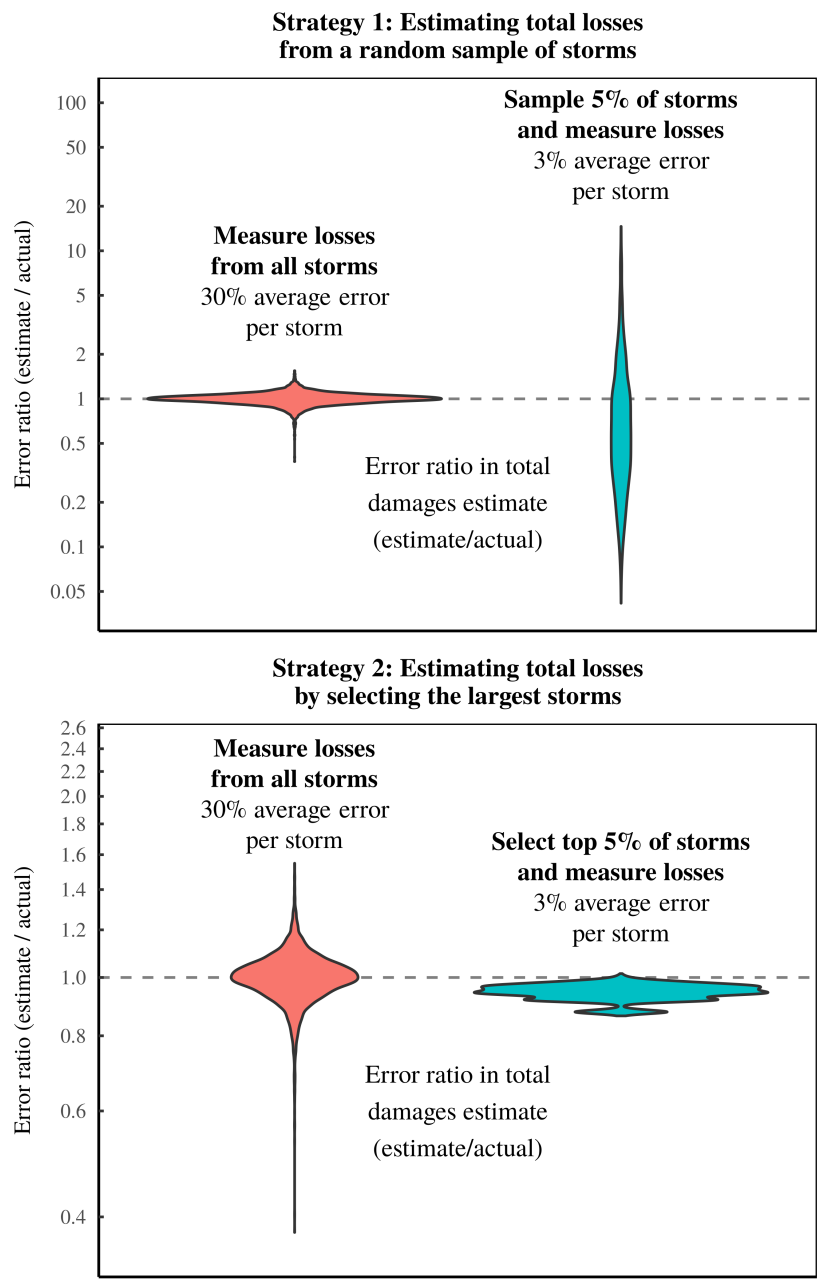 Strategy 1: Estimating total losses
from a random sample of storms
Error ratio (estimate / actual)
100
50
20
10
5
2
1
0.5
0.2
0.1
0.05
Sample 5% of storms
and measure losses
3% average error
per storm
Measure losses
from all storms
30% average error
per storm
Error ratio in total
damages estimate
(estimate/actual)
Strategy 2: Estimating total losses
by selecting the largest storms
Error ratio (estimate / actual)
2.6
2.4
2.2
2.0
1.8
1.6
1.4
1.2
1.0
0.8
0.6
0.4
Measure losses
from all storms
30% average error
per storm
Select top 5% of storms
and measure losses
3% average error
per storm
Error ratio in total
damages estimate
(estimate/actual)